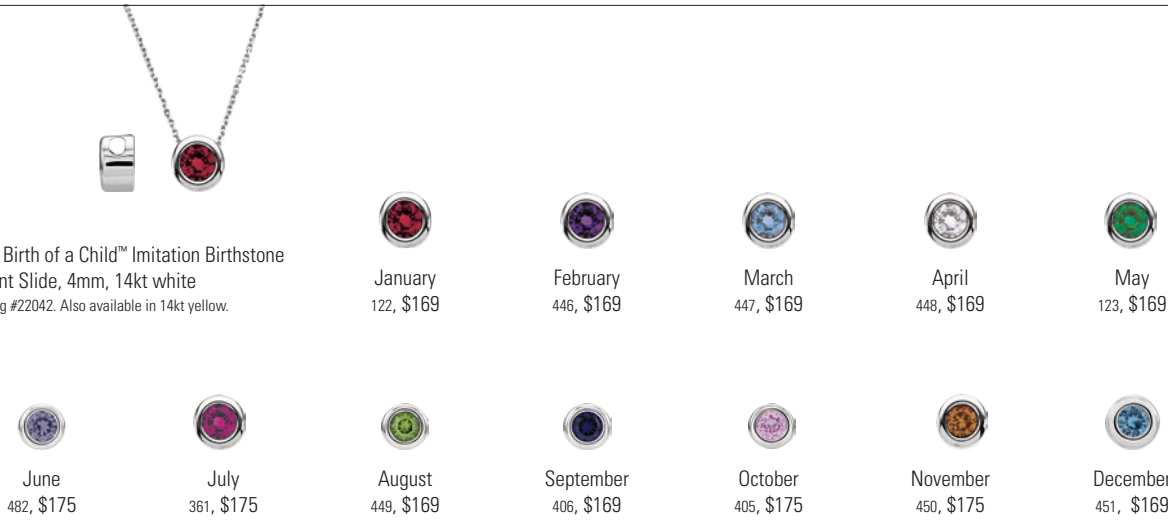 Birth of a Child™ Imitation Birthstone
Slide, 4mm, 14kt white
#22042. Also available in 14kt yellow.
January
122, $169
February
446, $169
March
447, $169
April
448, $169
May
123, $169
June
482, $175
July
361, $175
August
449, $169
September
406, $169
October
405, $175
November
450, $175
December
451, $169